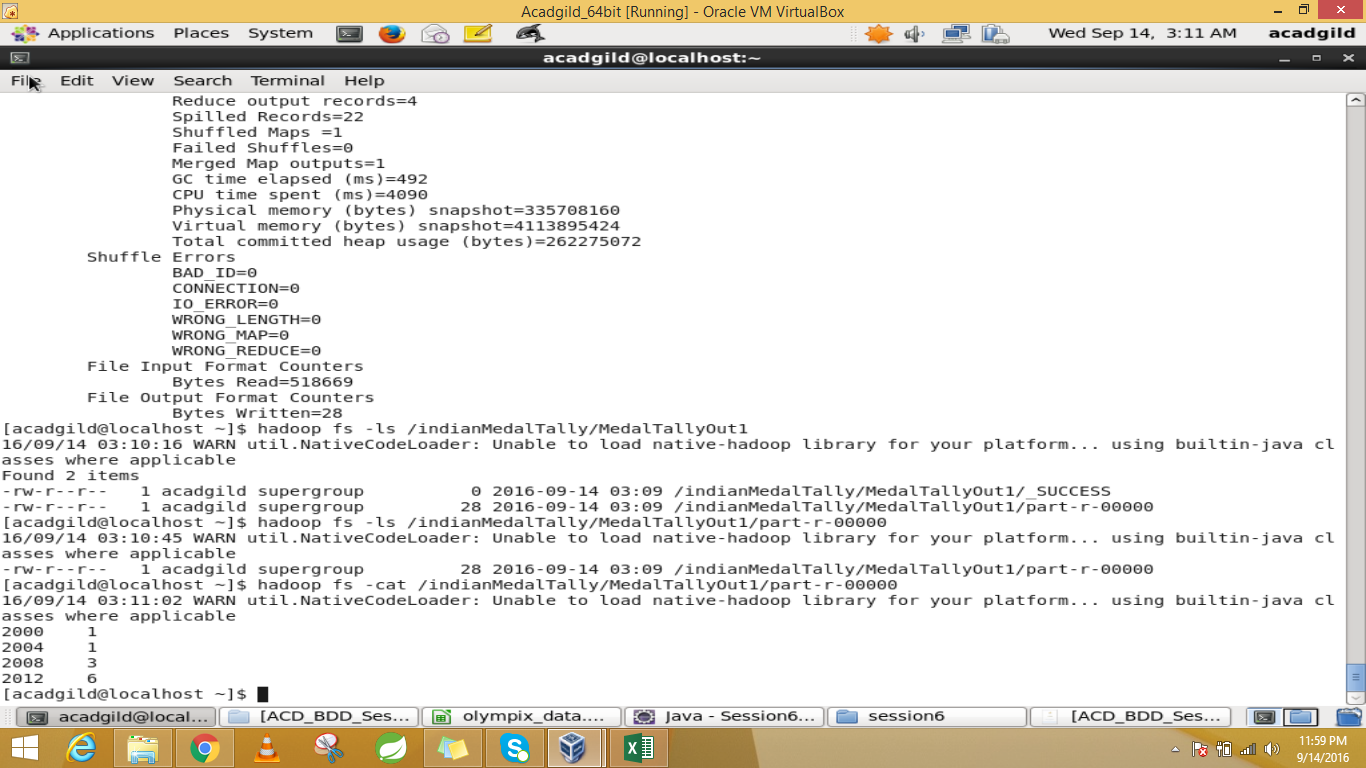 Acadgild_64bit [Running] - Oracle VM VirtualBox
Applications Places System Wed Sep 14, 3:11 AM acadgild
acadgild@localhost:~
File Edit View Search Terminal Help
Reduce output records=4
Spilled Records=22
Shuffled Maps =1
Failed Shuffles=0
Merged Map outputs=1
GC time elapsed (ms)=492
CPU time spent (ms)=4090
Physical memory (bytes) snapshot=335708160
Virtual memory (bytes) snapshot=4113895424
Total committed heap usage (bytes)=262275072
Shuffle Errors
BAD_ID=0
CONNECTION=0
IO_ERROR=0
WRONG_LENGTH=0
WRONG_MAP=0
WRONG_REDUCE=0
File Input Format Counters
Bytes Read=518669
File Output Format Counters
Bytes Written=28
[acadgild@localhost ~]$ hadoop fs -ls /indianMedalTally/MedalTallyOut1
16/09/14 03:10:16 WARN util.NativeCodeLoader: Unable to load native-hadoop library for your platform... using builtin-java cl
asses where applicable
Found 2 items
-rw-r--r-- 1 acadgild supergroup 0 2016-09-14 03:09 /indianMedalTally/MedalTallyOut1/_SUCCESS
-rw-r--r-- 1 acadgild supergroup 28 2016-09-14 03:09 /indianMedalTally/MedalTallyOut1/part-r-00000
[acadgild@localhost ~]$ hadoop fs -ls /indianMedalTally/MedalTallyOut1/part-r-00000
16/09/14 03:10:45 WARN util.NativeCodeLoader: Unable to load native-hadoop library for your platform... using builtin-java cl
asses where applicable
-rw-r--r-- 1 acadgild supergroup 28 2016-09-14 03:09 /indianMedalTally/MedalTallyOut1/part-r-00000
[acadgild@localhost ~]$ hadoop fs -cat /indianMedalTally/MedalTallyOut1/part-r-00000
16/09/14 03:11:02 WARN util.NativeCodeLoader: Unable to load native-hadoop library for your platform... using builtin-java cl
asses where applicable
2000 1
2004 1
2008 3
2012 6
[acadgild@localhost ~]$
acadgild@local... [ACD_BDD_Ses... olympix_data.... Java - Session6... session6 [ACD_BDD_Ses...
11:59 PM
9/14/2016